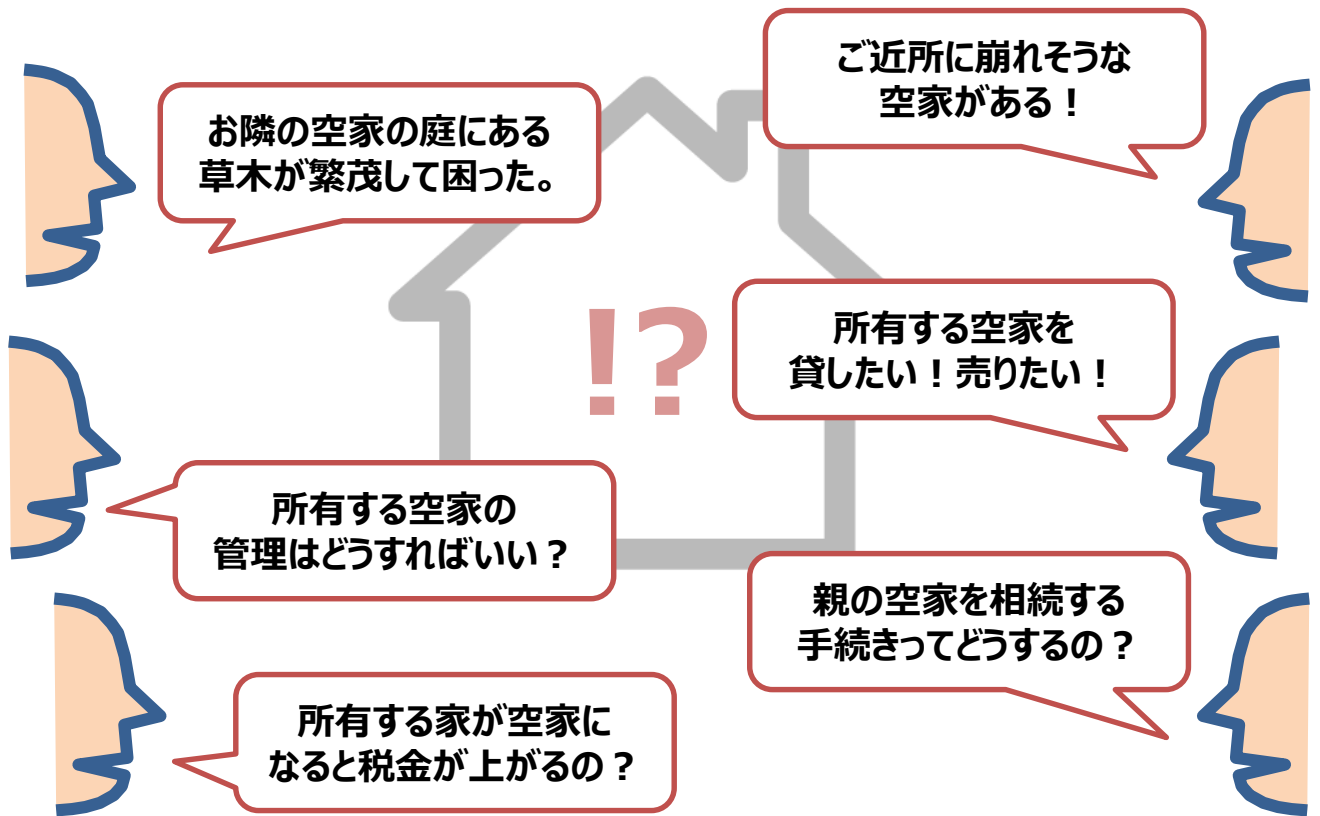 お隣の空家の庭にある
草木が繁茂して困った。
ご近所に崩れそうな
空家がある！
!?
所有する空家を
貸したい！売りたい！
所有する空家の
管理はどうすればいい？
親の空家を相続する
手続きってどうするの？
所有する家が空家に
なると税金が上がるの？